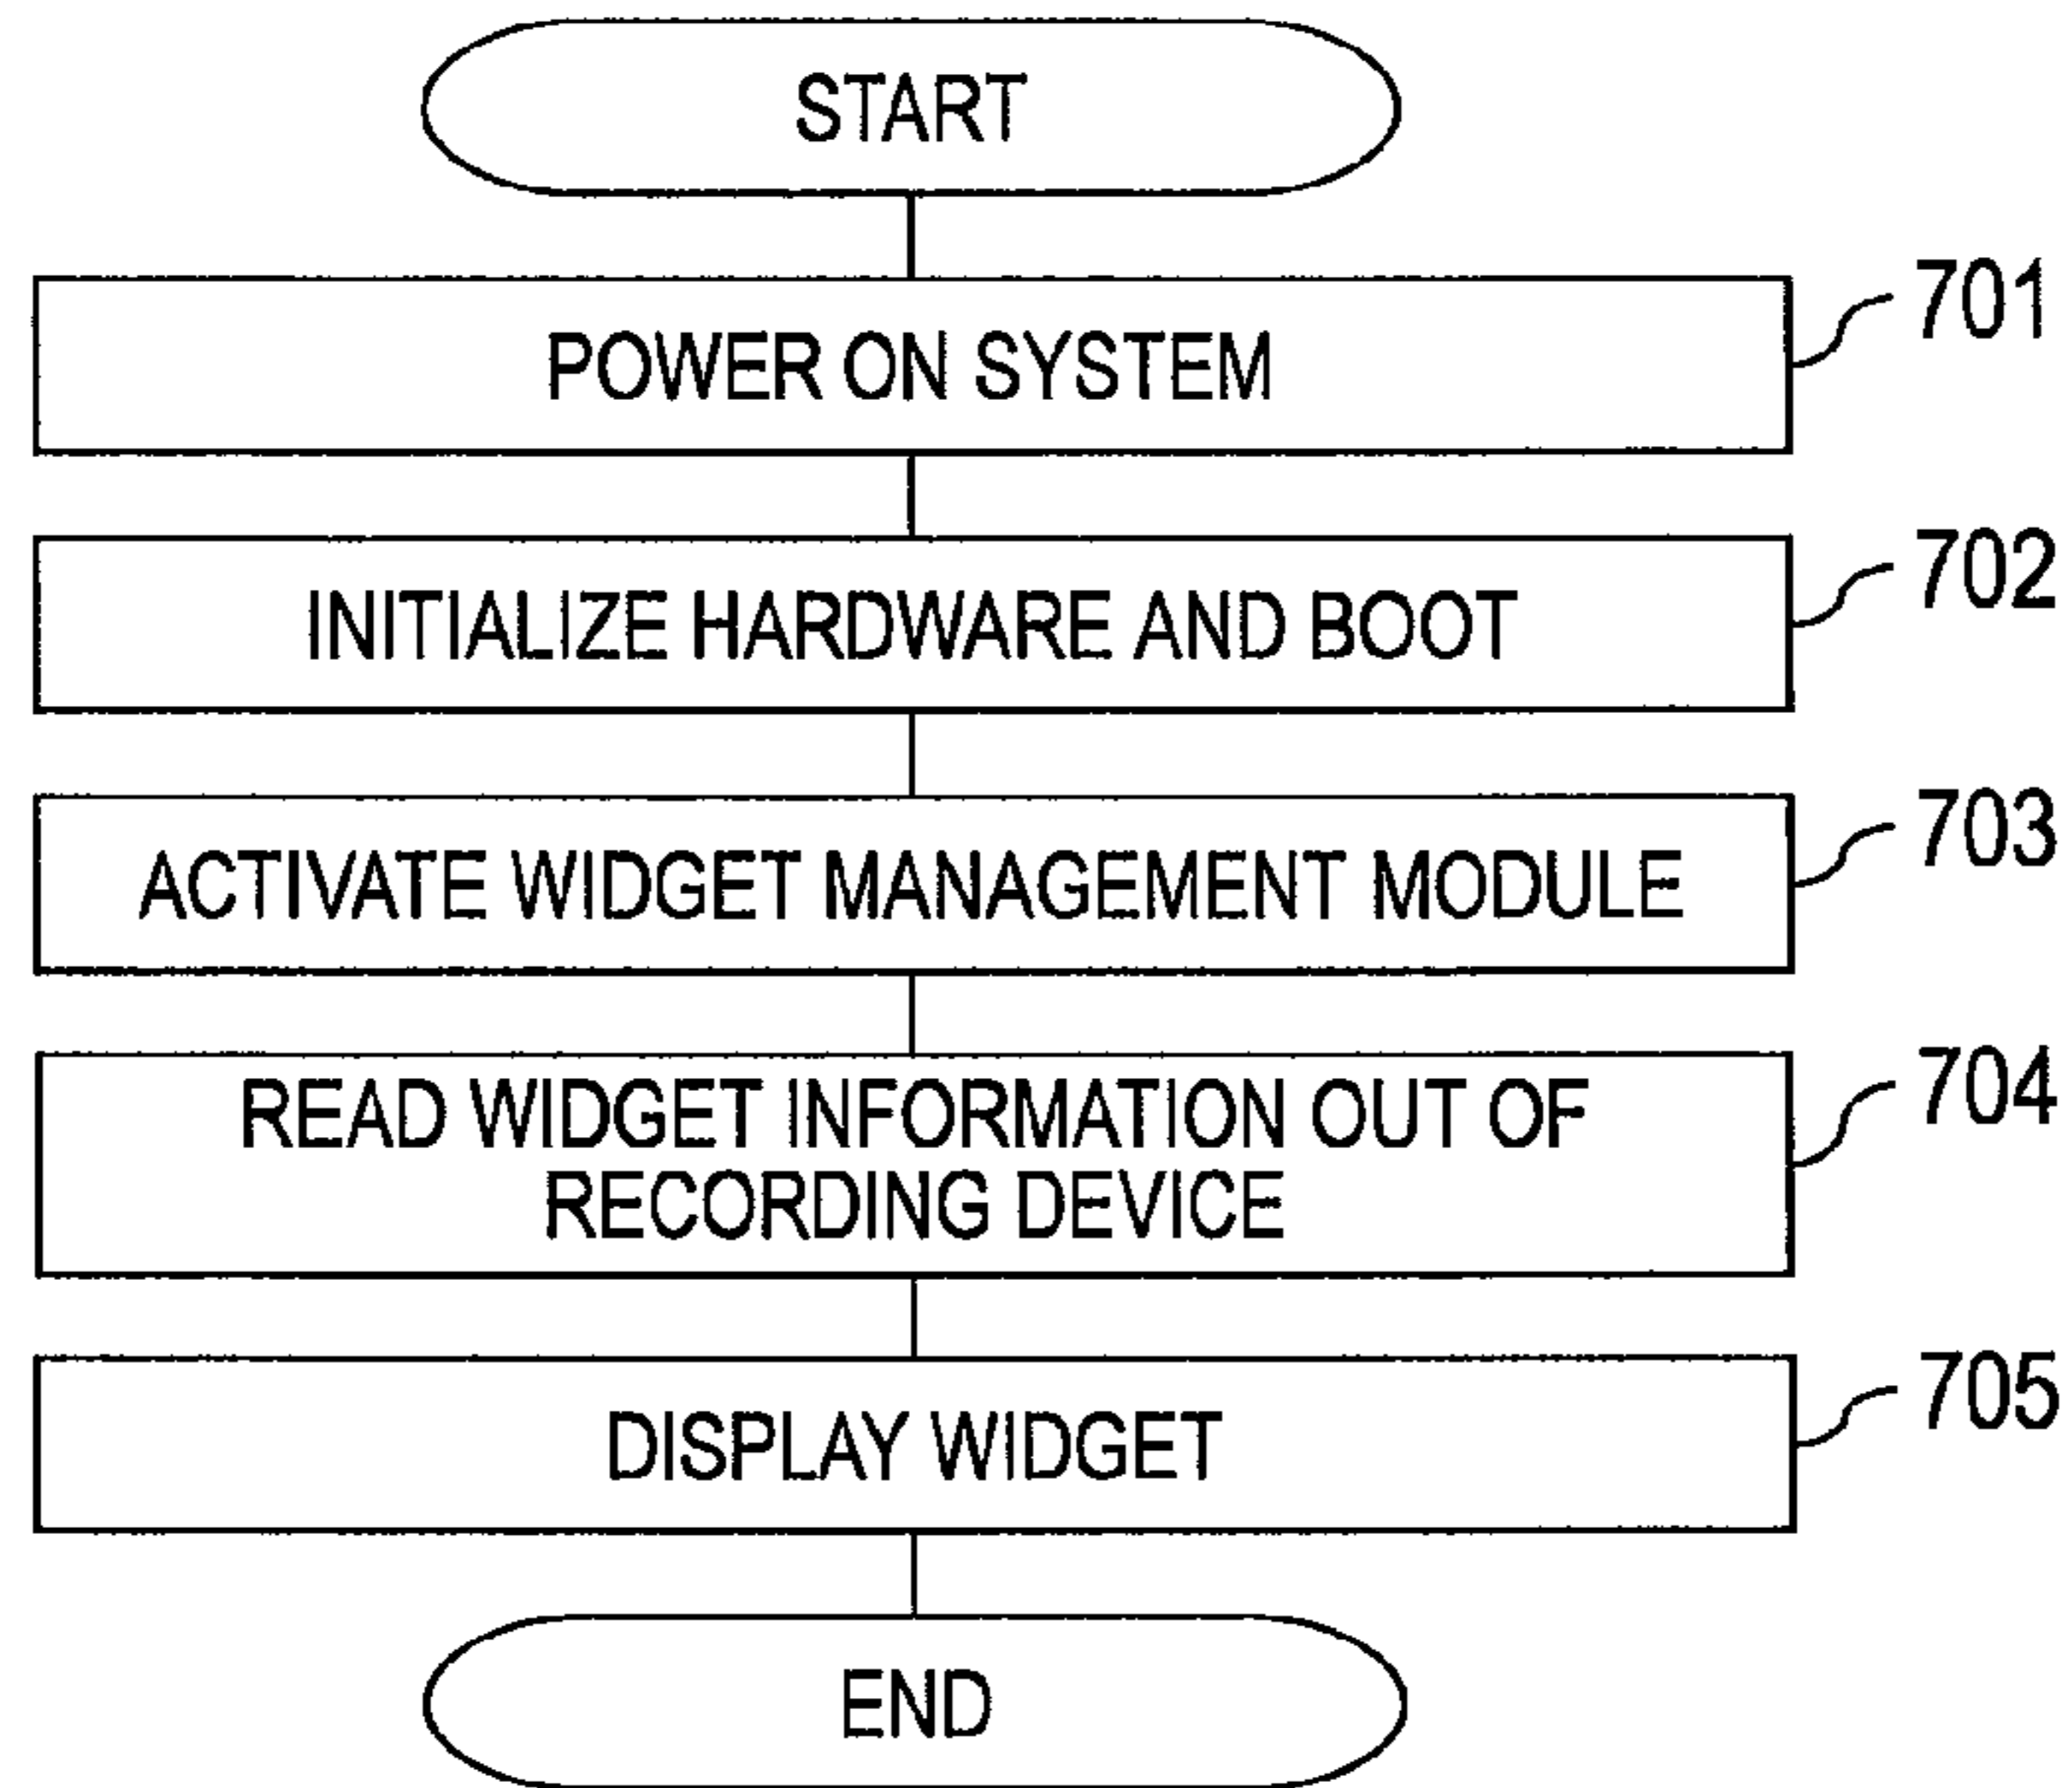 START
POWER ON SYSTEM
701
INITIALIZE HARDWARE AND BOOT
702
ACTIVATE WIDGET MANAGEMENT MODULE
703
READ WIDGET INFORMATION OUT OF
RECORDING DEVICE
704
DISPLAY WIDGET
705
END